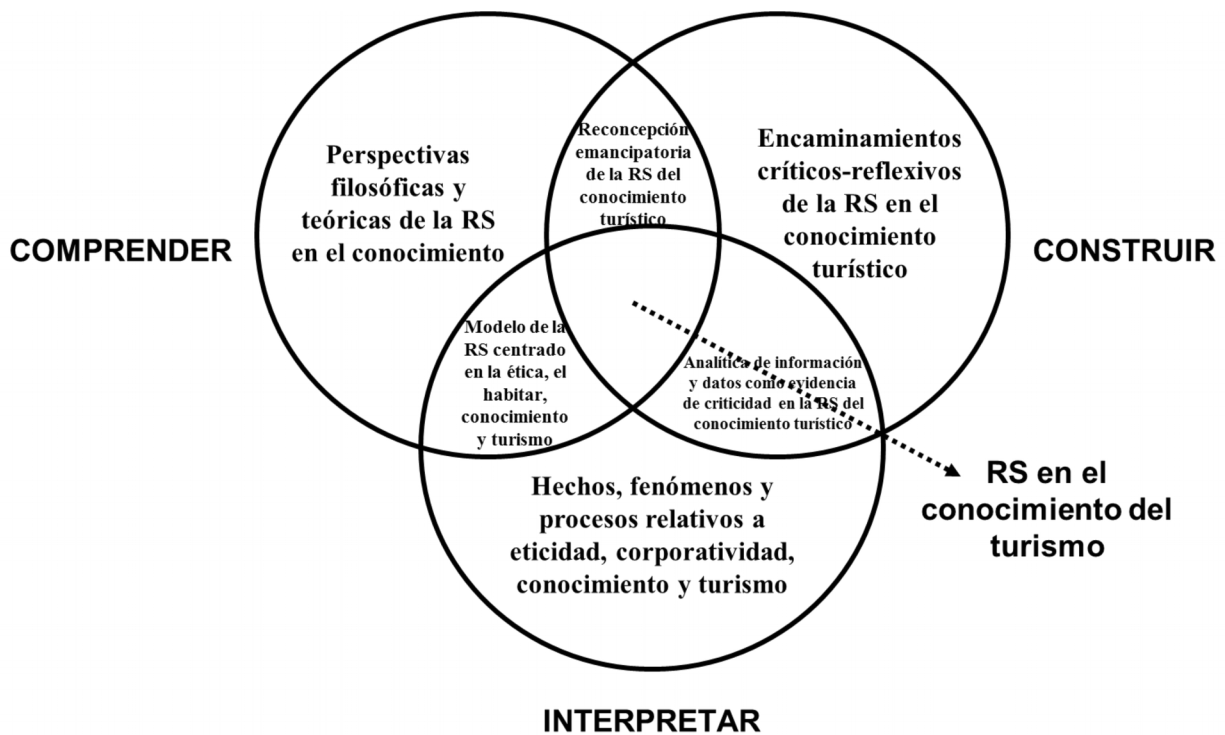 Perspectivas
filosóficas y
teóricas de la RS
en el conocimiento
COMPRENDER
Reconcepción
emancipatoria
de la RS del
conocimiento
turístico
Encaminamientos
críticos-reflexivos
de la RS en el
conocimiento
turístico
CONSTRUIR
Modelo de la
RS centrado
en la ética, el
habitar,
conocimiento
y turismo
Analítica de información
y datos como evidencia
de criticidad en la RS del
conocimiento turístico
Hechos, fenómenos y
procesos relativos a
eticidad, corporatividad,
conocimiento y turismo
RS en el
conocimiento del
turismo
INTERPRETAR